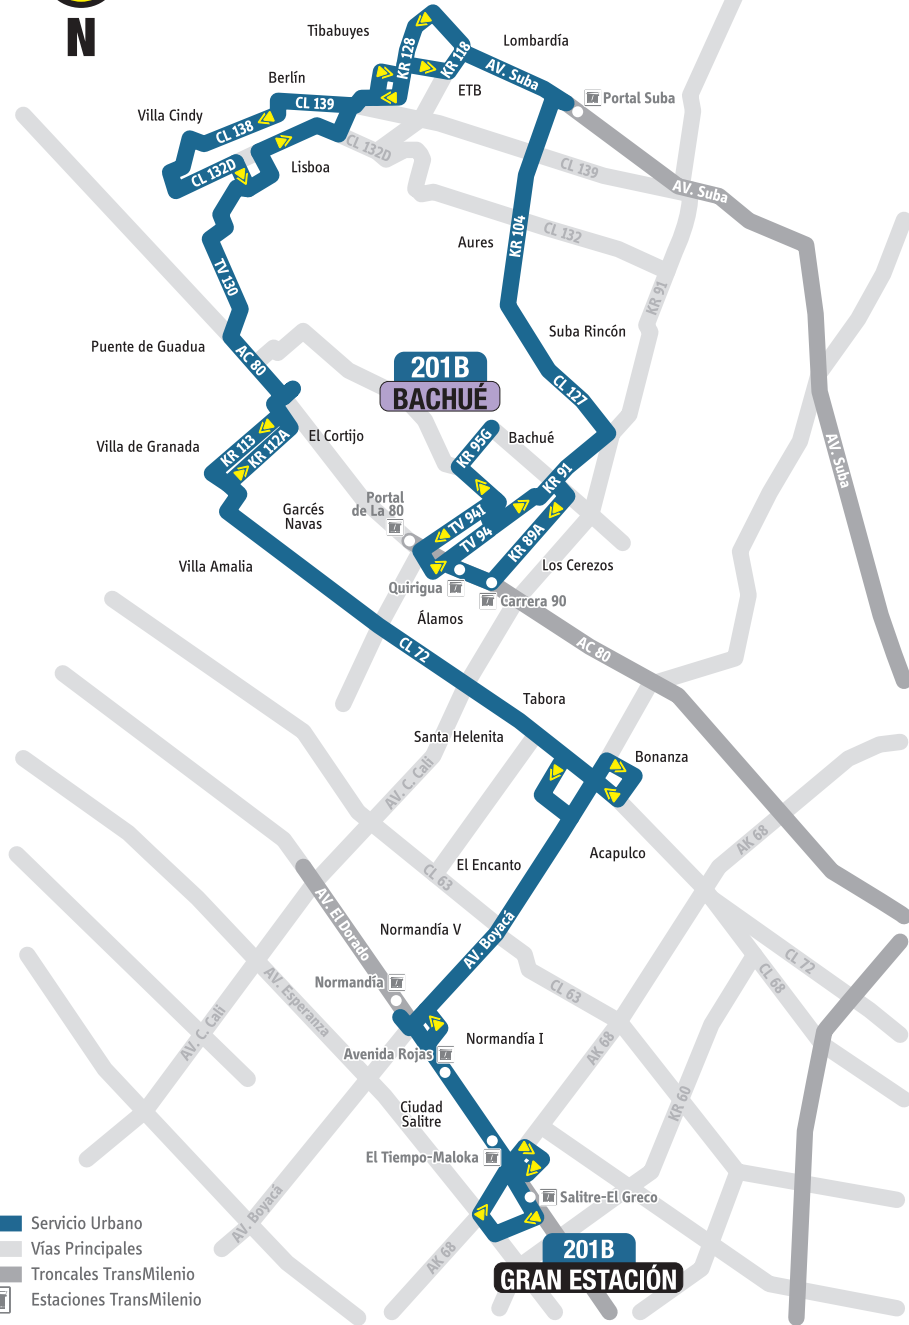 N
Tibabuyes
Lombardía
KR 128
KR 118
AV. Suba
Berlín
ETB
Portal Suba
CL 139
Villa Cindy
CL 138
CL 132D
CL 139
AV. Suba
Lisboa
CL 132D
KR 104
CL 132
Aures
TV 130
KR 91
Suba Rincón
Puente de Guadua
AC 80
201B
BACHUÉ
CL 127
El Cortijo
Bachué
Villa de Granada
KR 113
KR 112A
KR 95G
AV. Suba
KR 91
Portal
de La 80
Garcés
Navas
TV 94I
TV 94
KR 89A
Villa Amalia
Los Cerezos
Quirigua
Carrera 90
Álamos
CL 72
AC 80
Tabora
Santa Helenita
Bonanza
AV. C. Cali
AK 68
Acapulco
El Encanto
CL 63
AV. El Dorado
Normandía V
AV. Boyacá
CL 72
CL 68
Normandía
AV. Esperanza
CL 63
AV. C. Cali
Normandía I
AK 68
Avenida Rojas
KR 60
Ciudad
Salitre
El Tiempo-Maloka
Salitre-El Greco
AV. Boyacá
AK 68
201B
GRAN ESTACIÓN
Servicio Urbano
Vías Principales
Troncales TransMilenio
Estaciones TransMilenio